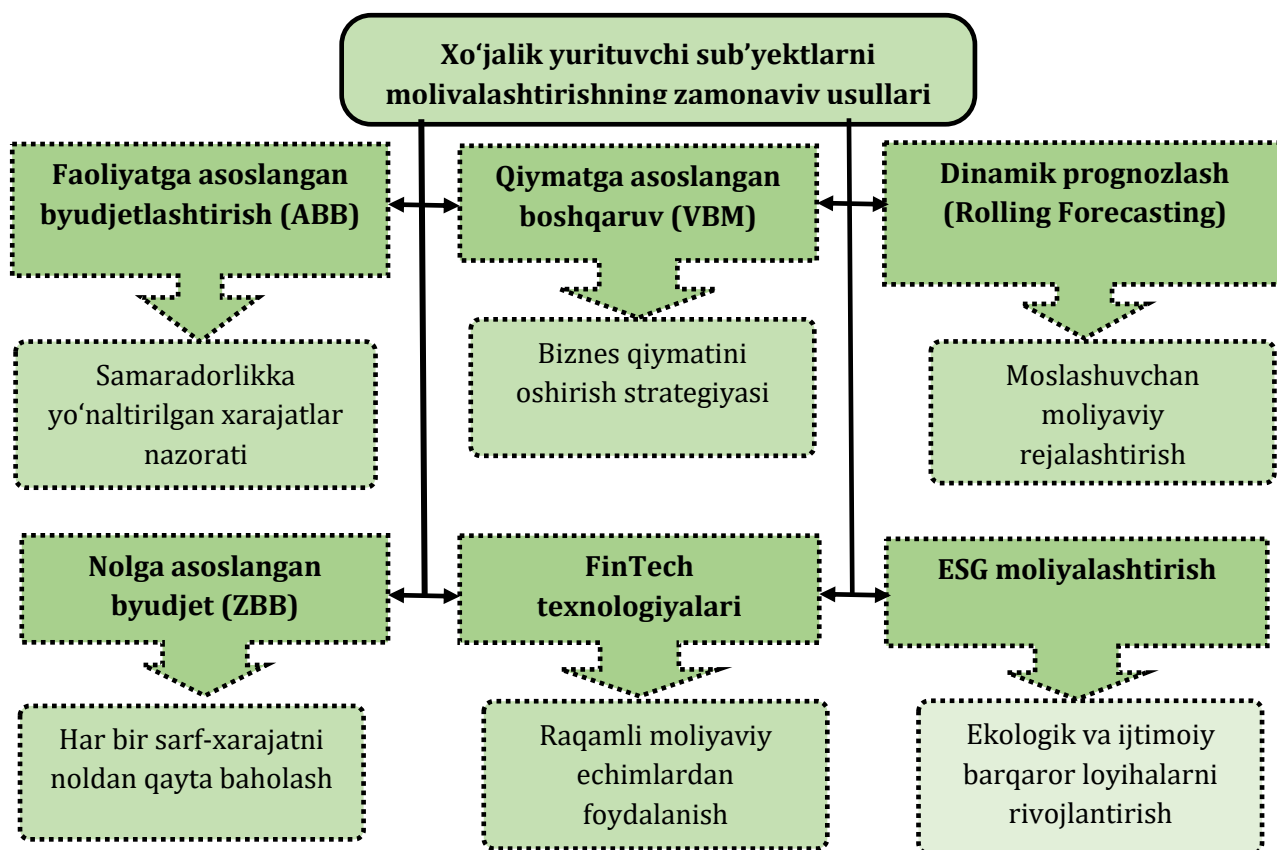 Xo‘jalik yurituvchi sub’yektlarni
molivalashtirishning zamonaviv usullari
Faoliyatga asoslangan
byudjetlashtirish (ABB)
Qiymatga asoslangan
boshqaruv (VBM)
Dinamik prognozlash
(Rolling Forecasting)
Samaradorlikka
yo‘naltirilgan xarajatlar
nazorati
Biznes qiymatini
oshirish strategiyasi
Moslashuvchan
moliyaviy
rejalashtirish
Nolga asoslangan
byudjet (ZBB)
FinTech
texnologiyalari
ESG moliyalashtirish
Har bir sarf-xarajatni
noldan qayta baholash
Raqamli moliyaviy
echimlardan
foydalanish
Ekologik va ijtimoiy
barqaror loyihalarni
rivojlantirish